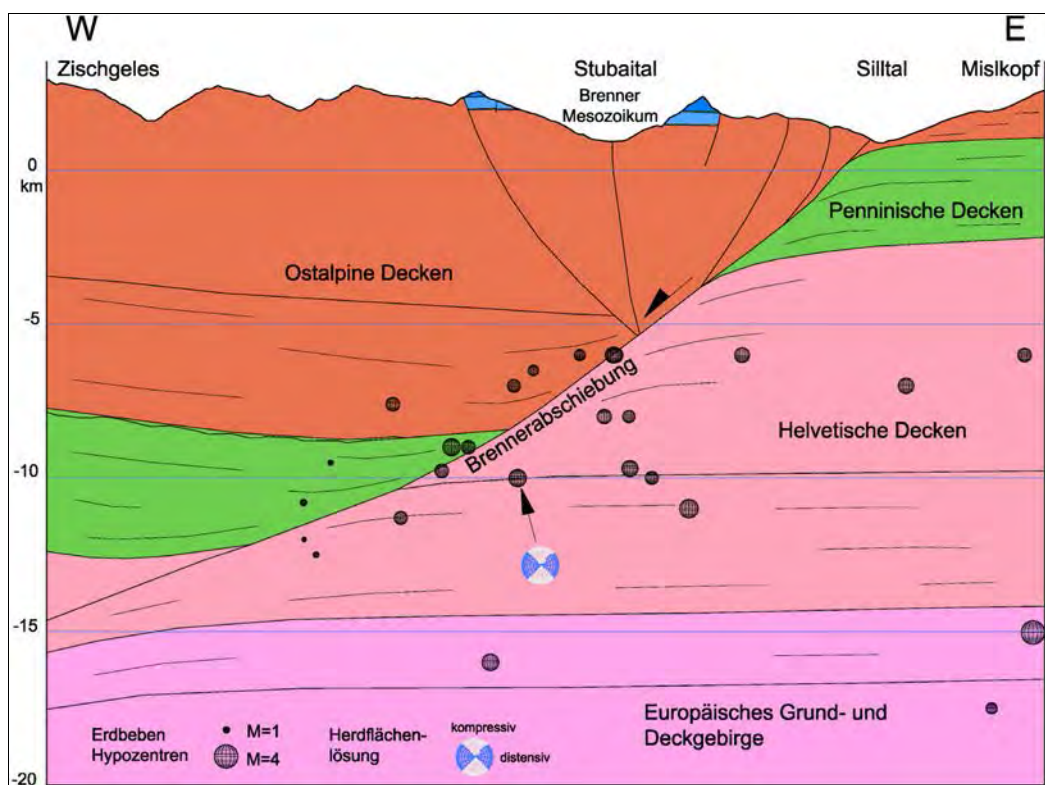 W
E
Zischgeles
Stubaital
Silltal
Mislkopf
Brenner
Mesozoikum
0
km
Penninische Decken
Ostalpine Decken
-5
Brennerabschiebung
Helvetische Decken
-10
-15
Erdbeben
Hypozentren
M=1
M=4
Herdflächen-
lösung
kompressiv
distensiv
Europäisches Grund- und
Deckgebirge
-20